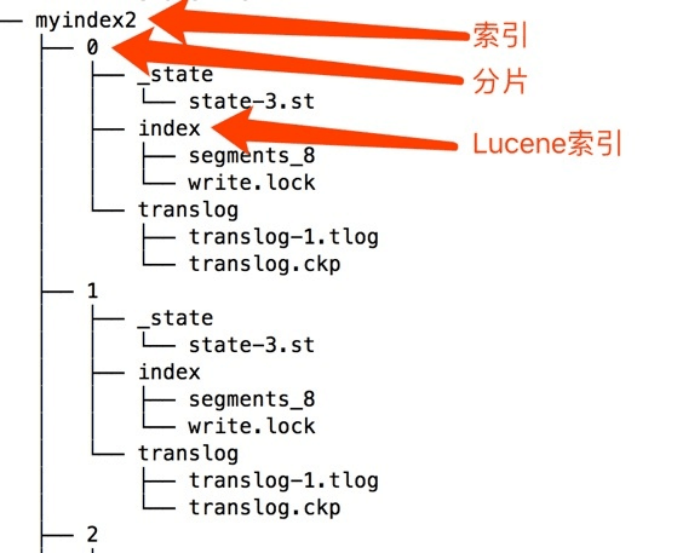 myindex2
索引
0
分片
_state
state-3.st
index
Lucene索引
segments_8
write.lock
translog
translog-1.tlog
translog.ckp
1
_state
state-3.st
index
segments_8
write.lock
translog
translog-1.tlog
translog.ckp
2